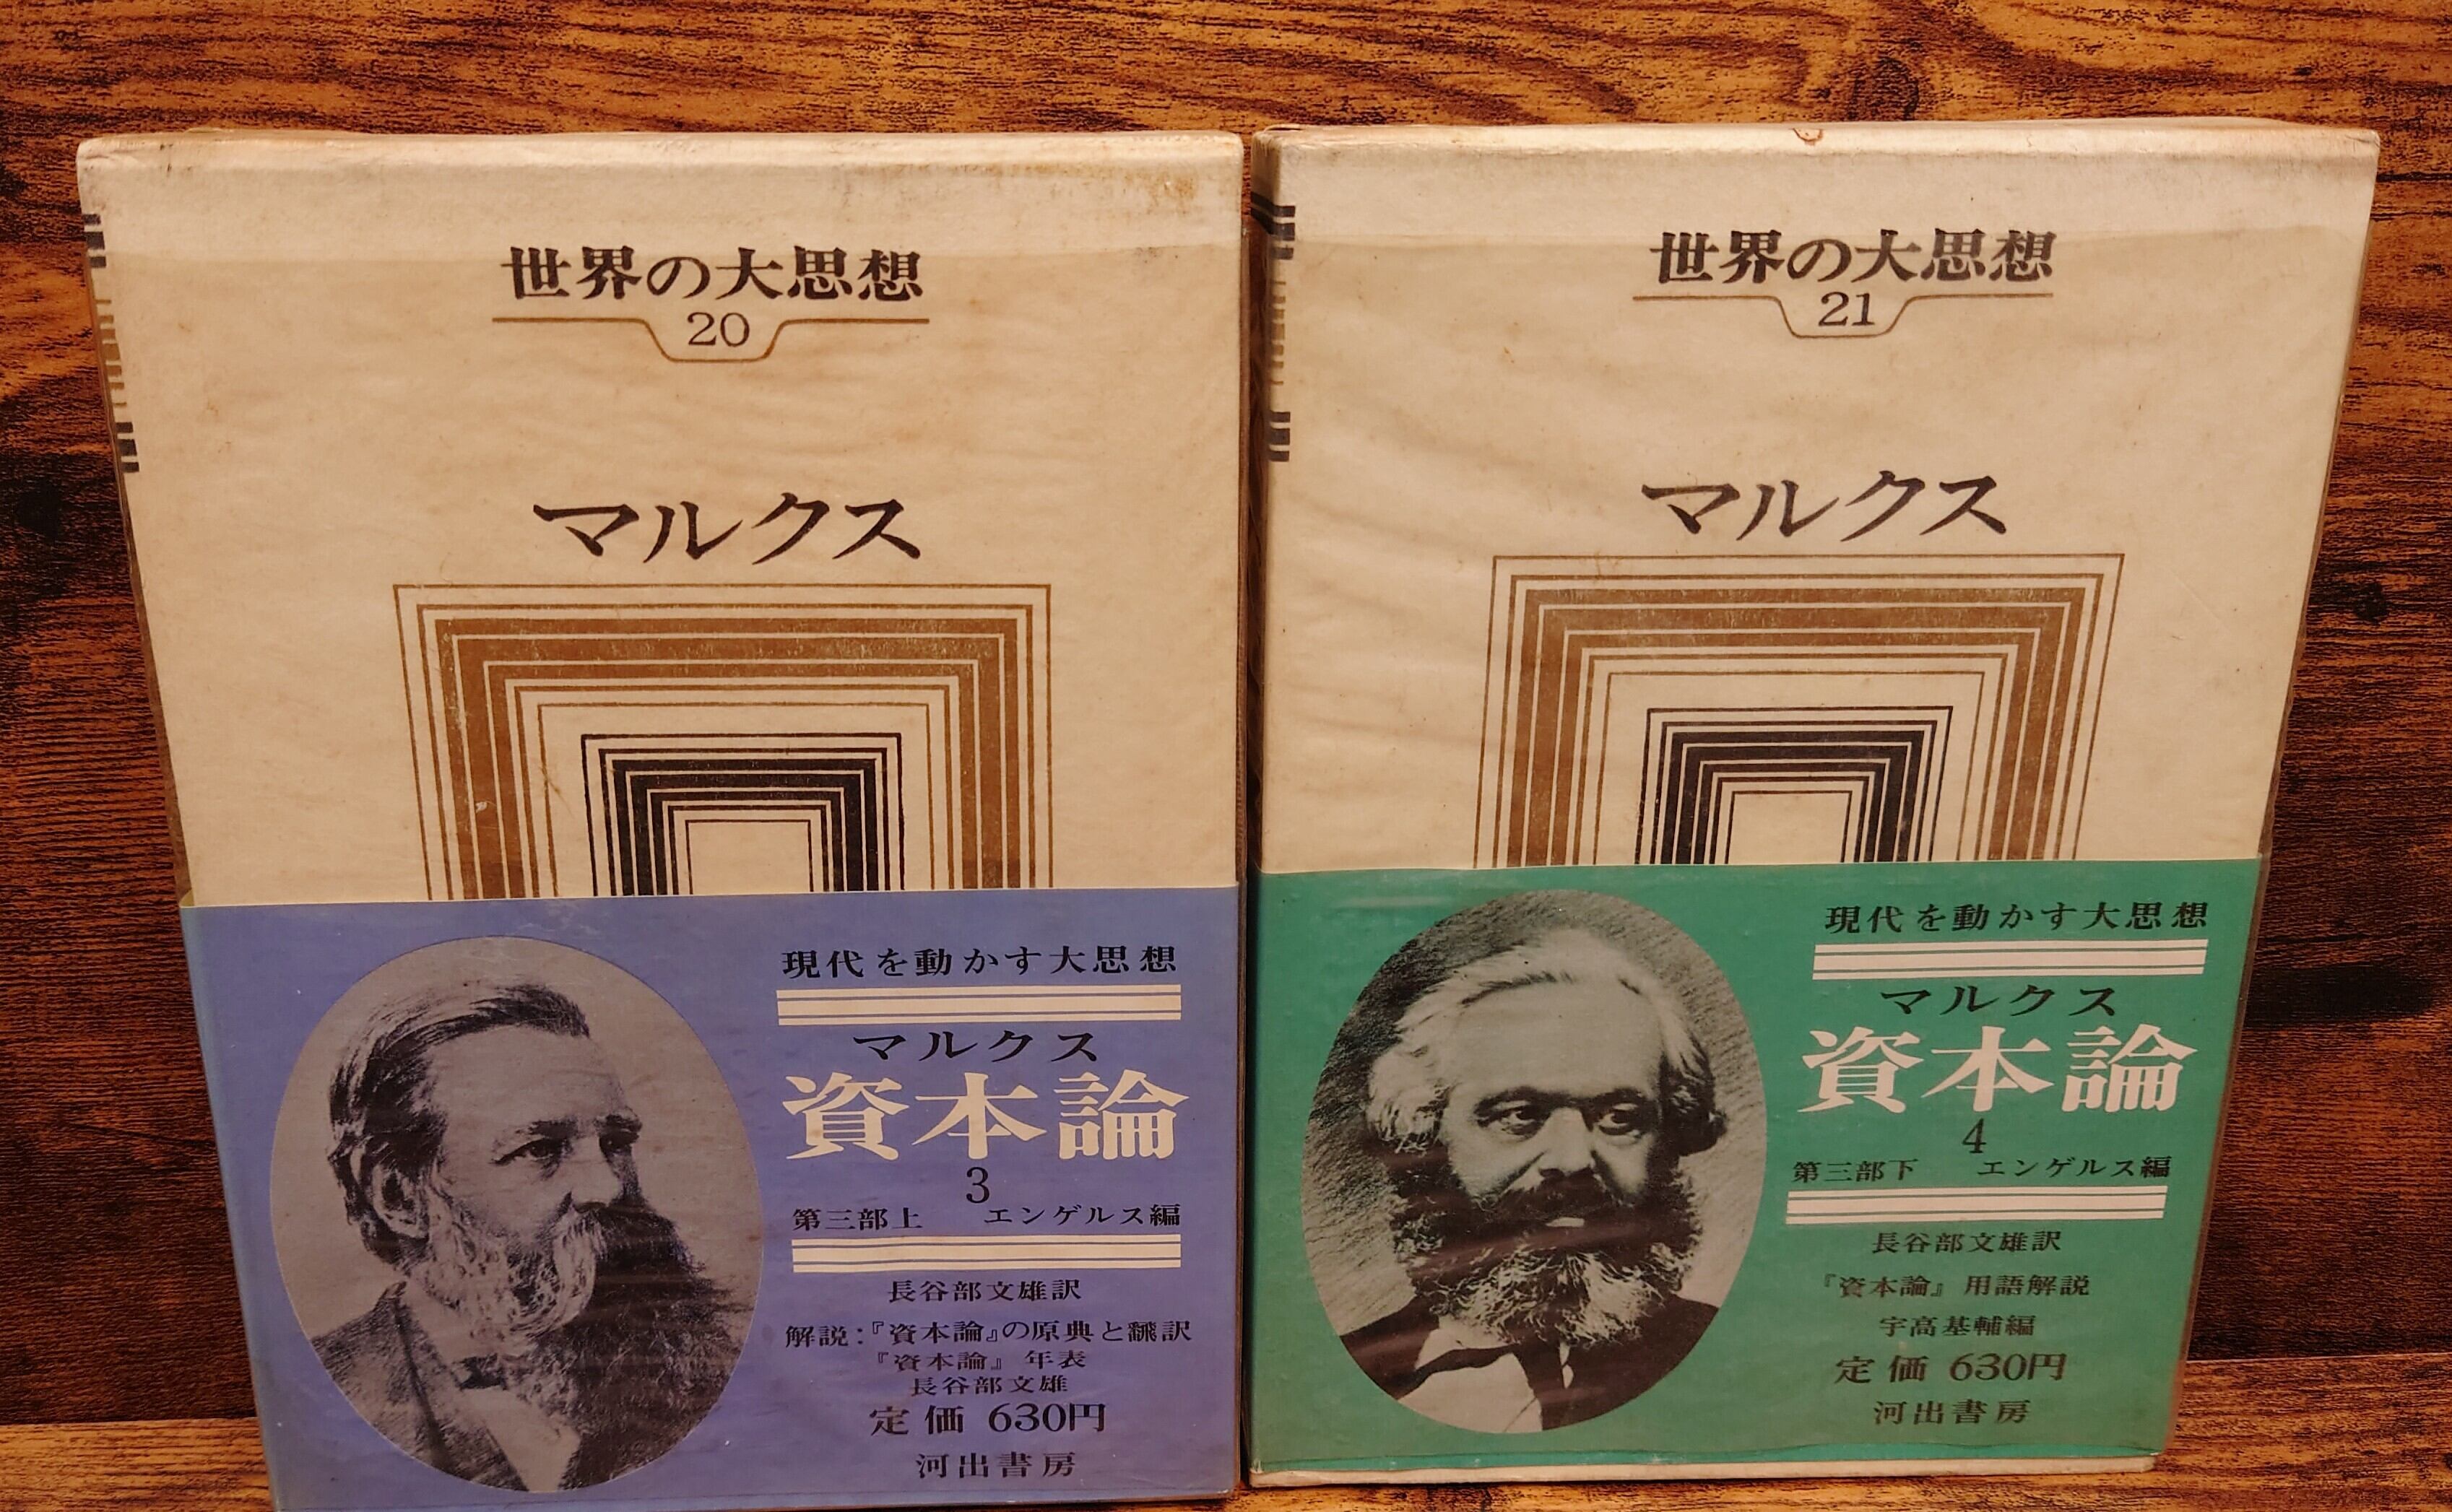 世界の大思想
20
マルクス
現代を動かす大思想
マルクス
資本論
3
第三部上 エンゲルス編
長谷部文雄訳
解説:『資本論』の原典と飜訳
『資本論』年表
長谷部文雄
定価 630円
河出書房
世界の大思想
21
マルクス
現代を動かす大思想
マルクス
資本論
4
第三部下 エンゲルス編
長谷部文雄訳
『資本論』用語解説
宇高基輔編
定価 630円
河出書房